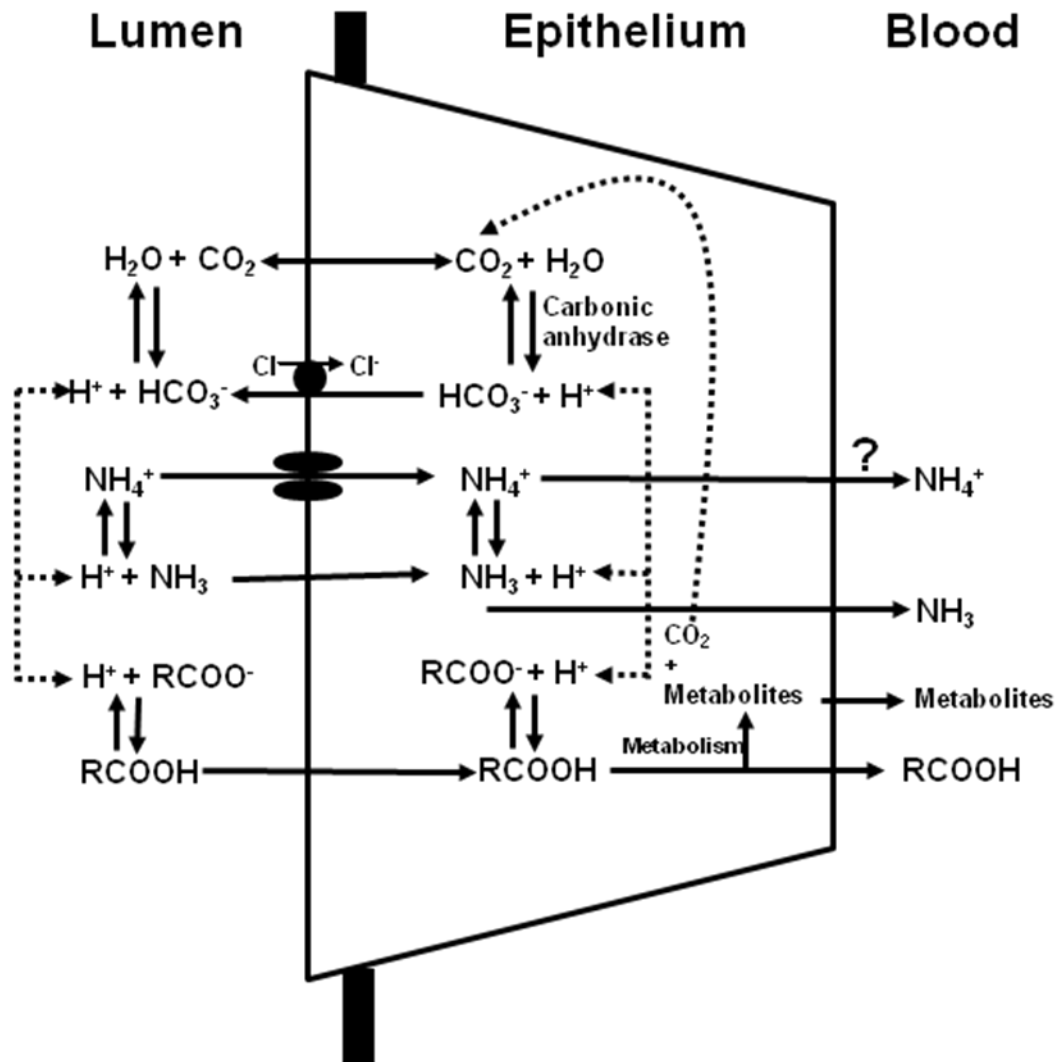 Lumen Epithelium Blood
H₂O + CO₂ CO₂ + H₂O
Carbonic
anhydrase
Cl Cl⁻
H⁺ + HCO₃⁻ HCO₃⁻ + H⁺
?
NH₄⁺ NH₄⁺ NH₄⁺
H⁺ + NH₃ NH₃ + H⁺
NH₃
CO₂
+
H⁺ + RCOO⁻ RCOO⁻ + H⁺
Metabolites Metabolites
Metabolism
RCOOH RCOOH RCOOH